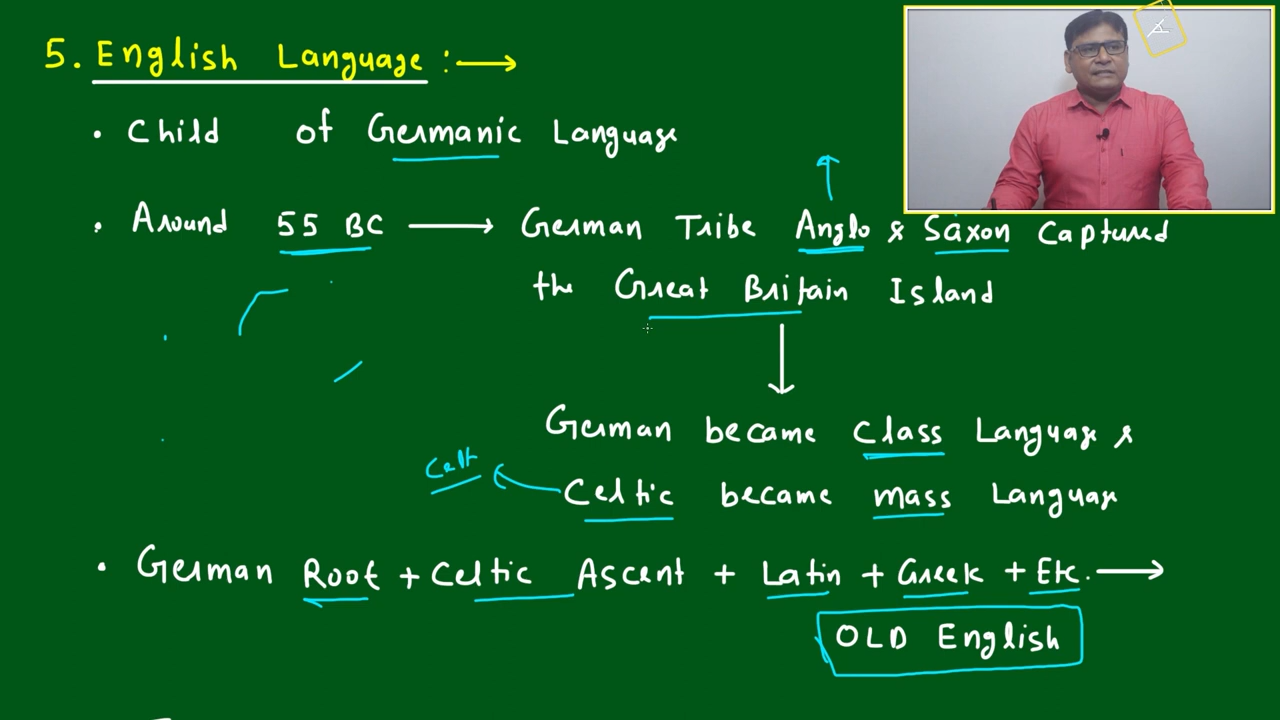 5. English Language :→
• Child of Germanic Language
• Around 55 BC → German Tribe Anglo & Saxon Captured
the Great Britain Island
German became Class Language &
Celt
Celtic became mass Language
• German Root + Celtic Ascent + Latin + Greek + Etc. →
OLD English